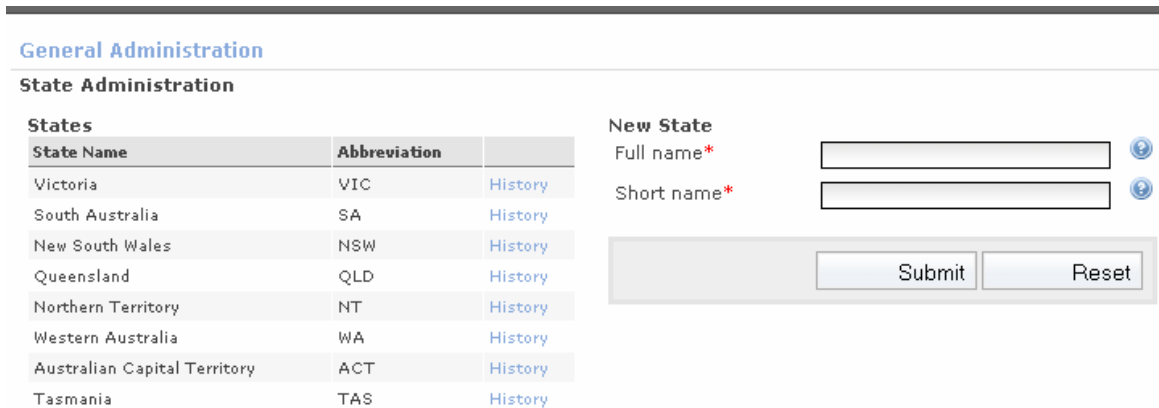 General Administration
State Administration
States
State Name Abbreviation
Victoria VIC History
South Australia SA History
New South Wales NSW History
Queensland QLD History
Northern Territory NT History
Western Australia WA History
Australian Capital Territory ACT History
Tasmania TAS History
New State
Full name* ?
Short name* ?
Submit Reset